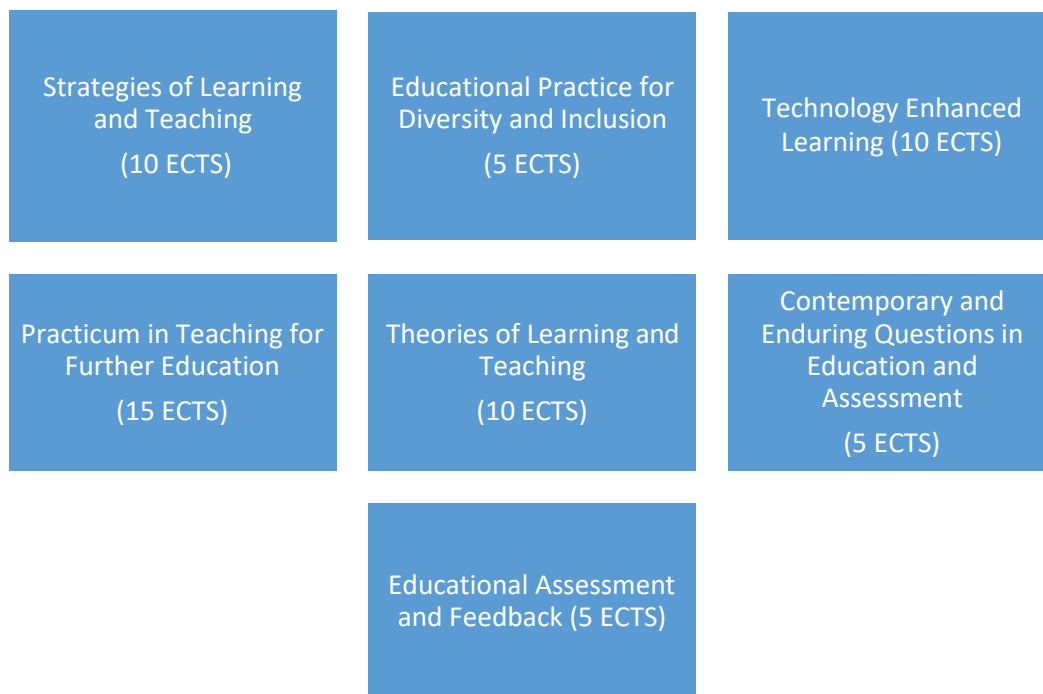 Strategies of Learning
and Teaching
(10 ECTS)
Educational Practice for
Diversity and Inclusion
(5 ECTS)
Technology Enhanced
Learning (10 ECTS)
Practicum in Teaching for
Further Education
(15 ECTS)
Theories of Learning and
Teaching
(10 ECTS)
Contemporary and
Enduring Questions in
Education and
Assessment
(5 ECTS)
Educational Assessment
and Feedback (5 ECTS)